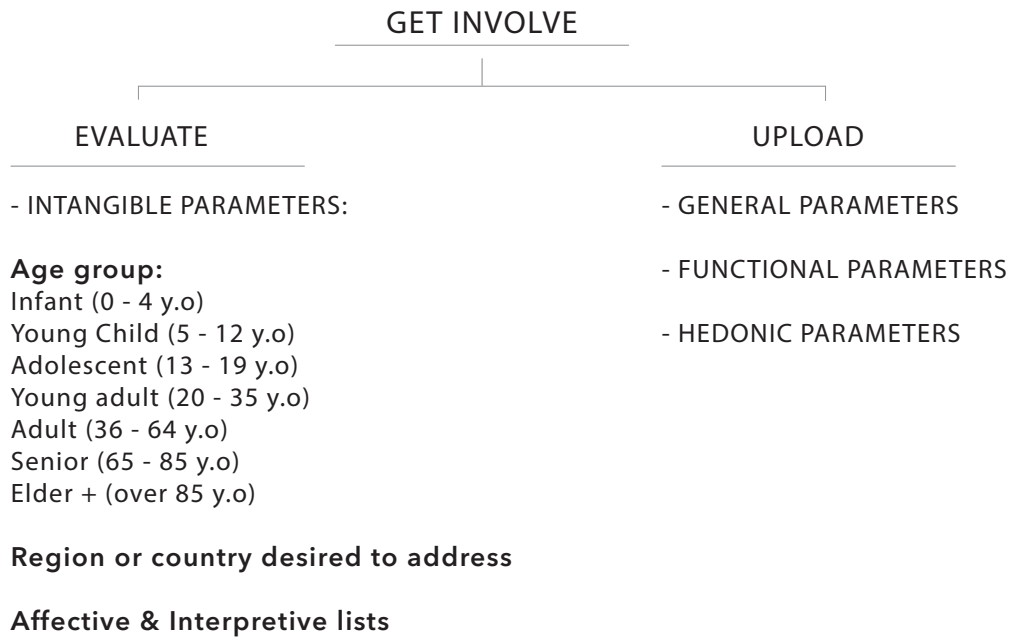 GET INVOLVE
EVALUATE
- INTANGIBLE PARAMETERS:
Age group:
Infant (0 - 4 y.o)
Young Child (5 - 12 y.o)
Adolescent (13 - 19 y.o)
Young adult (20 - 35 y.o)
Adult (36 - 64 y.o)
Senior (65 - 85 y.o)
Elder + (over 85 y.o)
Region or country desired to address
Affective & Interpretive lists
UPLOAD
- GENERAL PARAMETERS
- FUNCTIONAL PARAMETERS
- HEDONIC PARAMETERS